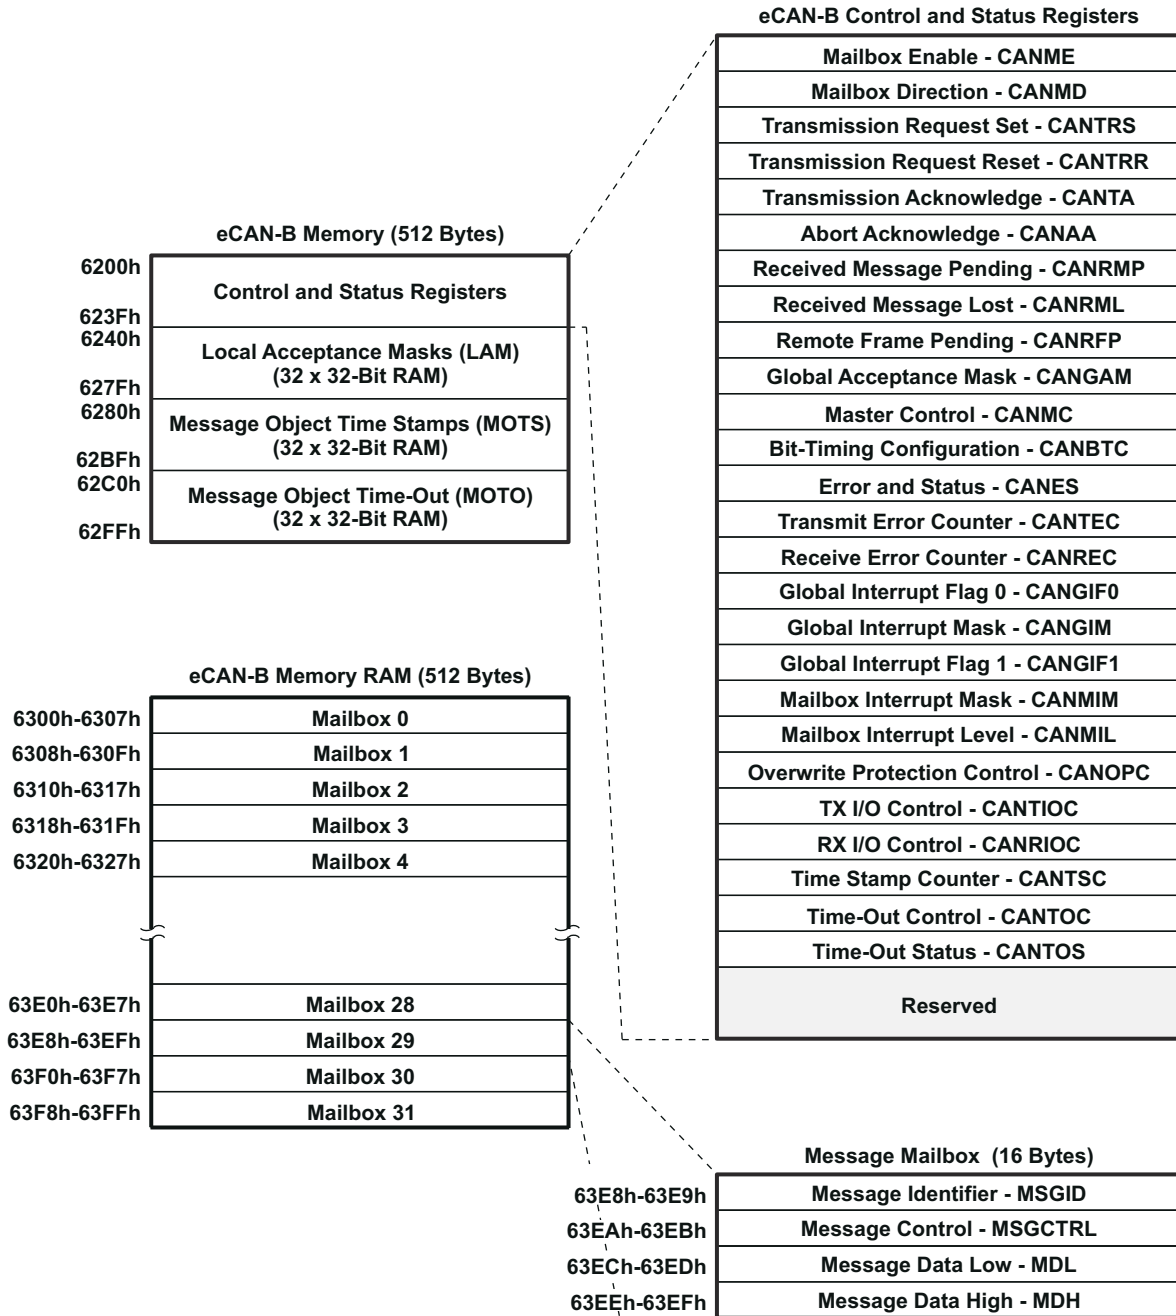 eCAN-B Control and Status Registers
Mailbox Enable - CANME
Mailbox Direction - CANMD
Transmission Request Set - CANTRS
Transmission Request Reset - CANTRR
Transmission Acknowledge - CANTA
Abort Acknowledge - CANAA
Received Message Pending - CANRMP
Received Message Lost - CANRML
Remote Frame Pending - CANRFP
Global Acceptance Mask - CANGAM
Master Control - CANMC
Bit-Timing Configuration - CANBTC
Error and Status - CANES
Transmit Error Counter - CANTEC
Receive Error Counter - CANREC
Global Interrupt Flag 0 - CANGIF0
Global Interrupt Mask - CANGIM
Global Interrupt Flag 1 - CANGIF1
Mailbox Interrupt Mask - CANMIM
Mailbox Interrupt Level - CANMIL
Overwrite Protection Control - CANOPC
TX I/O Control - CANTIOC
RX I/O Control - CANRIOC
Time Stamp Counter - CANTSC
Time-Out Control - CANTOC
Time-Out Status - CANTOS
Reserved
eCAN-B Memory (512 Bytes)
6200h
Control and Status Registers
623Fh
6240h
Local Acceptance Masks (LAM)
(32 x 32-Bit RAM)
627Fh
6280h
Message Object Time Stamps (MOTS)
(32 x 32-Bit RAM)
62BFh
62C0h
Message Object Time-Out (MOTO)
(32 x 32-Bit RAM)
62FFh
eCAN-B Memory RAM (512 Bytes)
6300h-6307h Mailbox 0
6308h-630Fh Mailbox 1
6310h-6317h Mailbox 2
6318h-631Fh Mailbox 3
6320h-6327h Mailbox 4
63E0h-63E7h Mailbox 28
63E8h-63EFh Mailbox 29
63F0h-63F7h Mailbox 30
63F8h-63FFh Mailbox 31
Message Mailbox (16 Bytes)
63E8h-63E9h Message Identifier - MSGID
63EAh-63EBh Message Control - MSGCTRL
63ECh-63EDh Message Data Low - MDL
63EEh-63EFh Message Data High - MDH